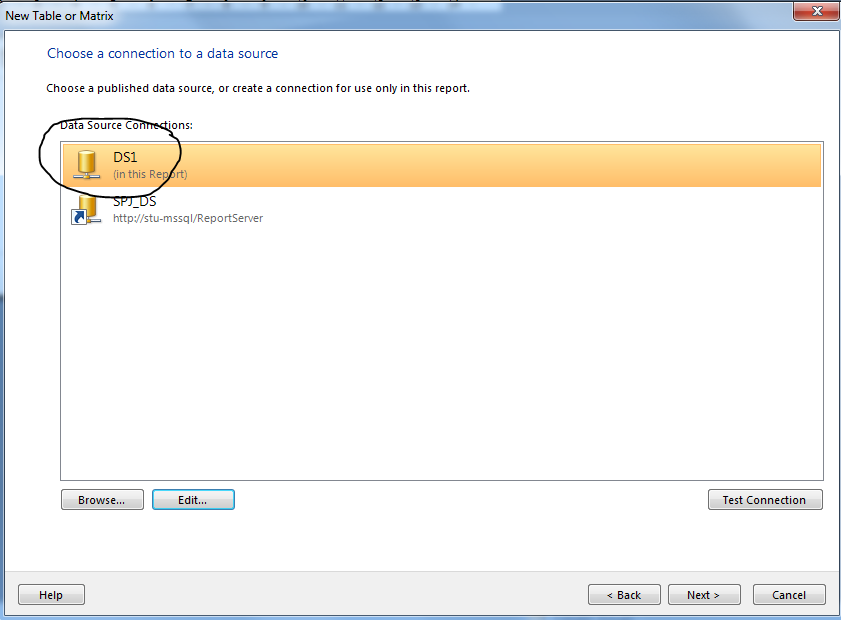 New Table or Matrix
Choose a connection to a data source
Choose a published data source, or create a connection for use only in this report.
Data Source Connections:
DS1
(in this Report)
SPJ_DS
http://stu-mssql/ReportServer
Browse...
Edit...
Test Connection
Help
< Back
Next >
Cancel